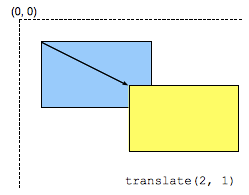 (0, 0)
translate(2, 1)